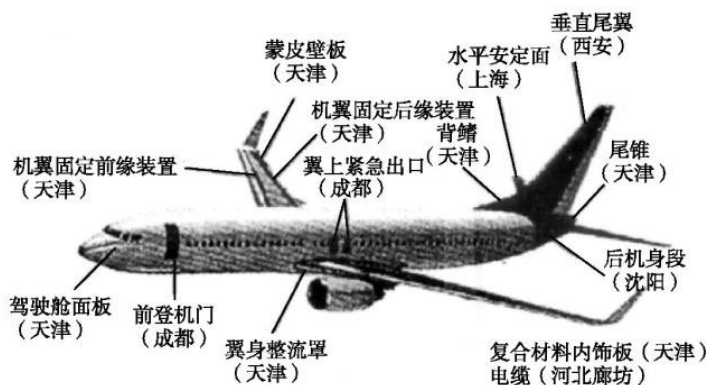 垂直尾翼
（西安）
水平安定面
（上海）
蒙皮壁板
（天津）
机翼固定后缘装置
（天津）
背鳍
（天津）
尾锥
（天津）
机翼固定前缘装置
（天津）
翼上紧急出口
（成都）
后机身段
（沈阳）
驾驶舱面板
（天津）
前登机门
（成都）
翼身整流罩
（天津）
复合材料内饰板（天津）
电缆（河北廊坊）